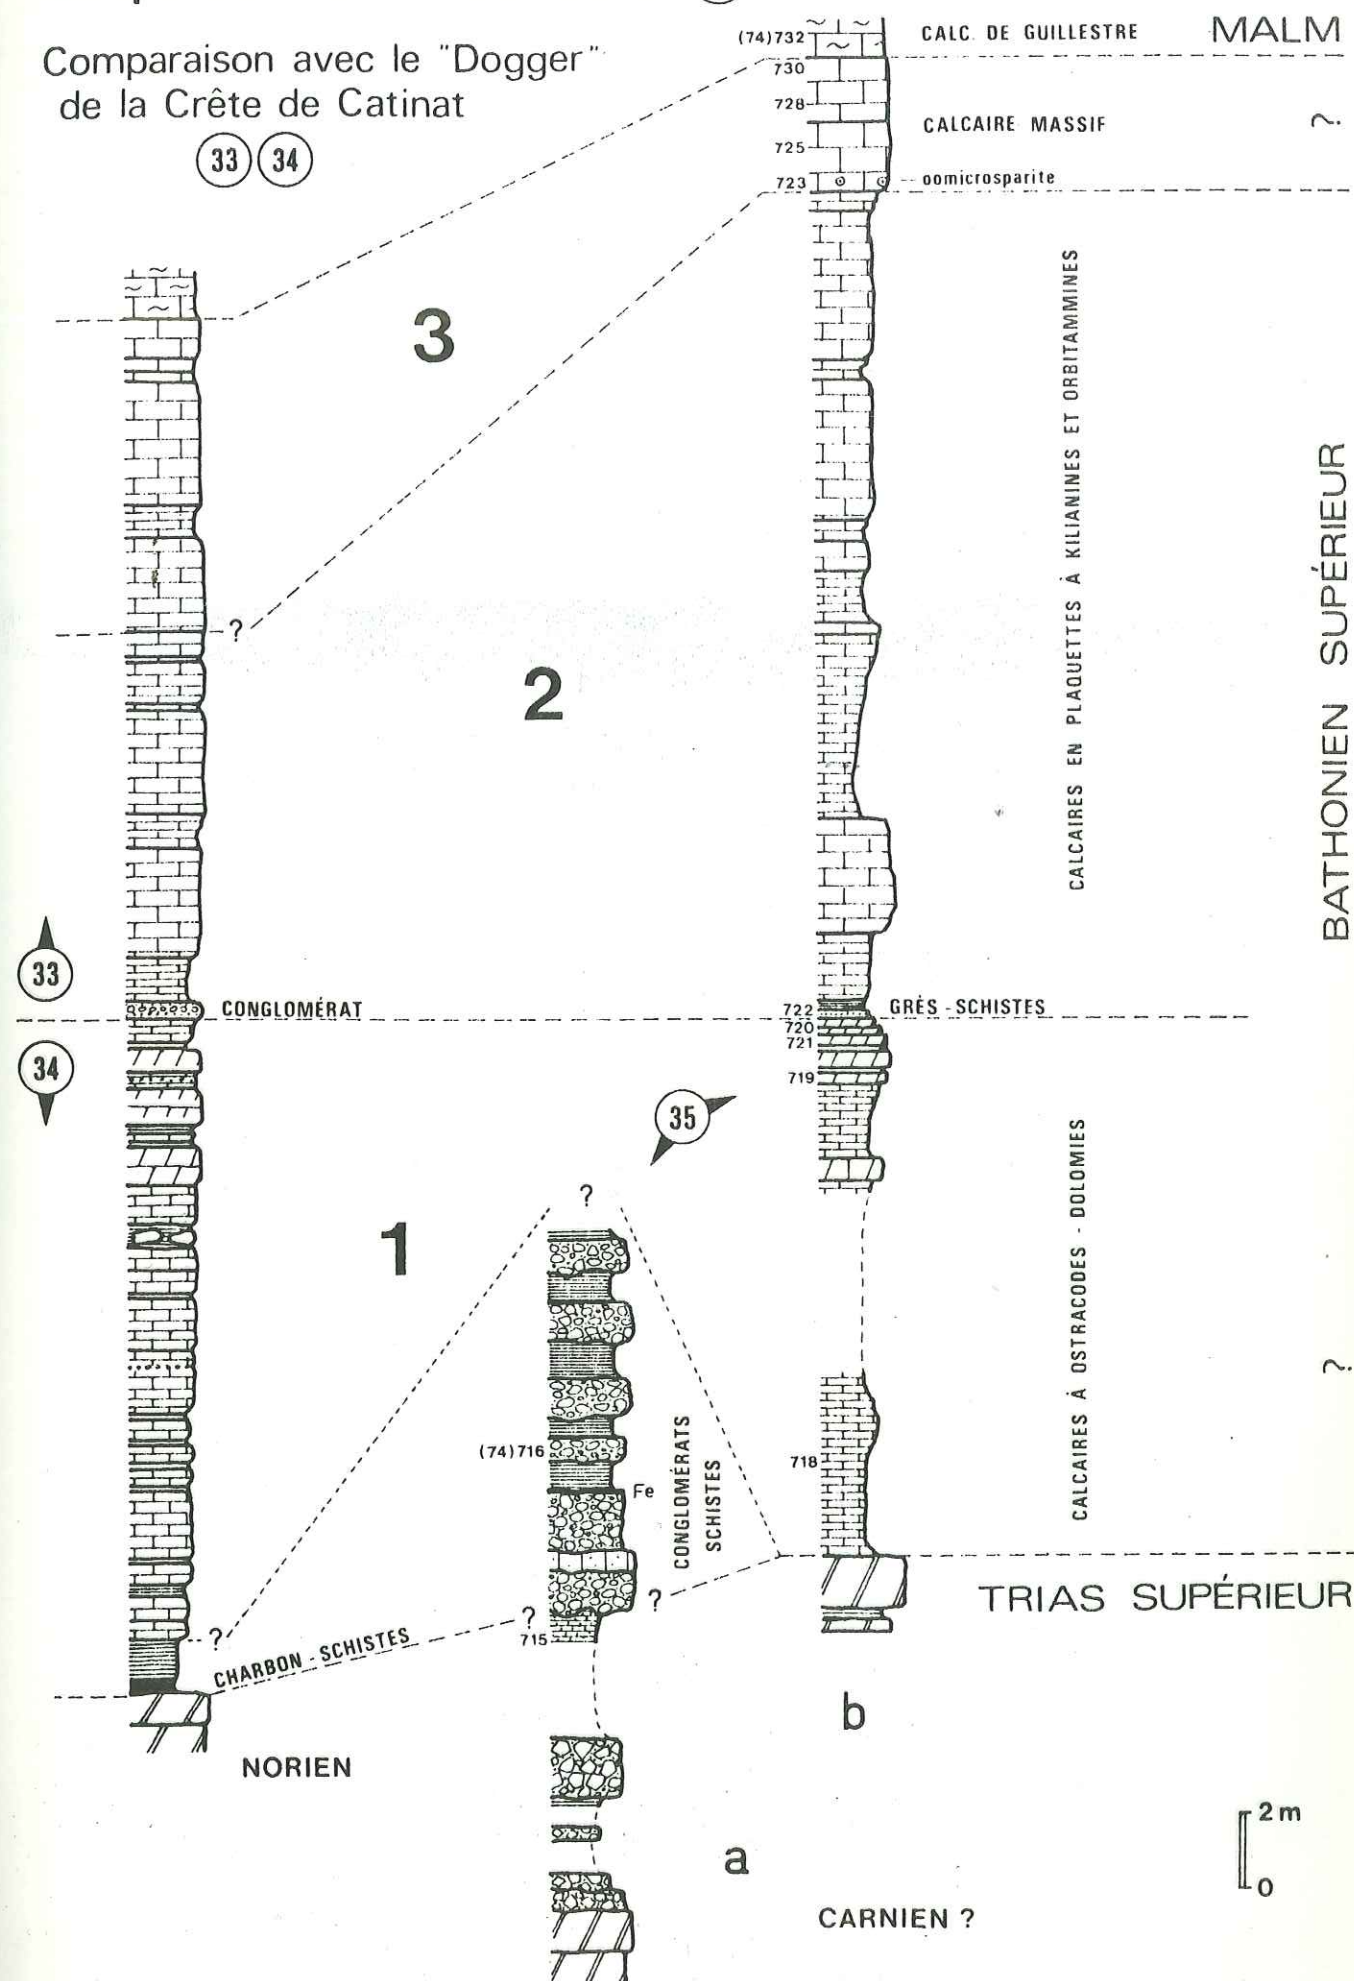 Comparaison avec le "Dogger"
de la Crête de Catinat
33 34
(74)732
730
728
725
723
CALC. DE GUILLESTRE
MALM
CALCAIRE MASSIF
?
oomicrosparite
3
CALCAIRES EN PLAQUETTES À KILIANINES ET ORBITAMMINES
BATHONIEN SUPÉRIEUR
?
2
33
CONGLOMÉRAT
722
GRÈS - SCHISTES
720
721
34
719
35
?
1
CALCAIRES À OSTRACODES - DOLOMIES
?
(74)716
Fe
CONGLOMÉRATS
SCHISTES
718
?
?
?
715
CHARBON - SCHISTES
TRIAS SUPÉRIEUR
b
NORIEN
a
2 m
0
CARNIEN ?